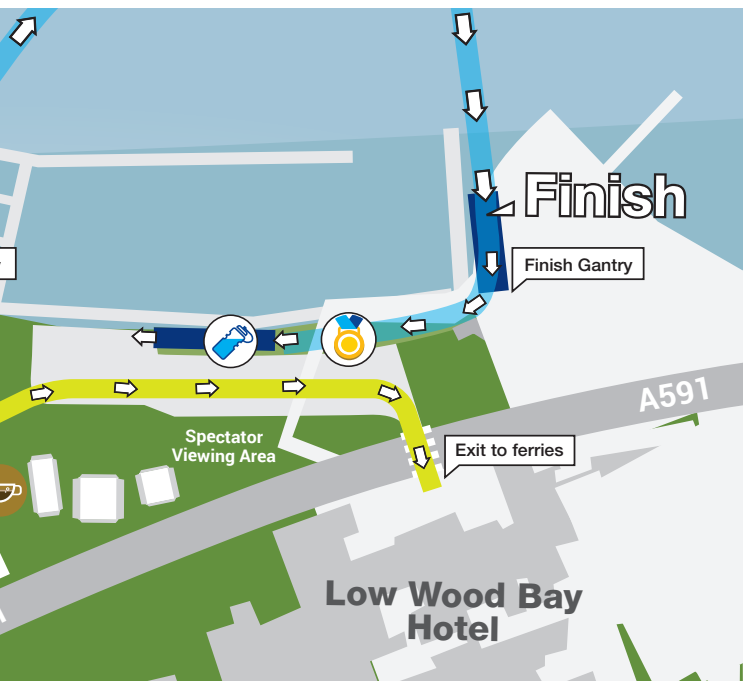 Finish
Finish Gantry
A591
Spectator
Viewing Area
Exit to ferries
Low Wood Bay
Hotel